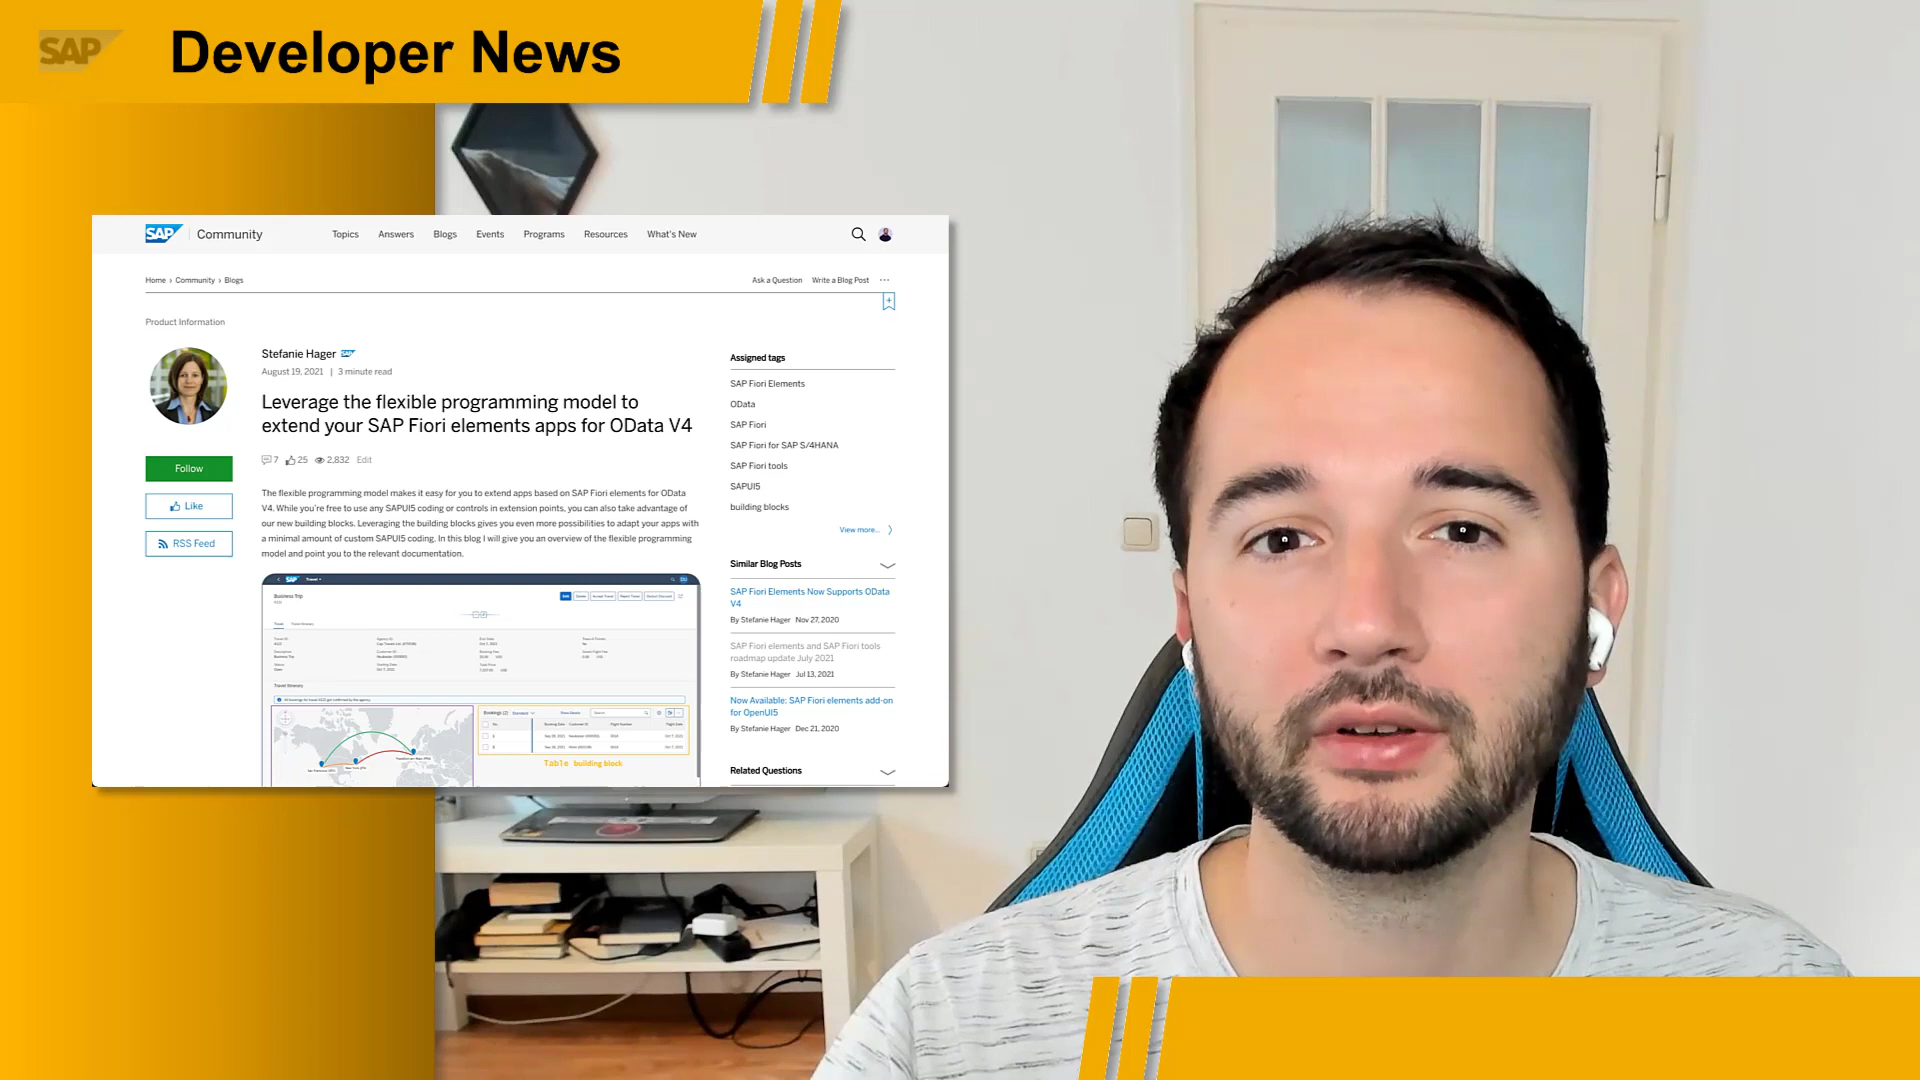 SAP Developer News
SAP Community
Topics Answers Blogs Events Programs Resources What's New
Home › Community › Blogs
Ask a Question Write a Blog Post ...
Product Information
Stefanie Hager SAP
August 19, 2021 | 3 minute read
Leverage the flexible programming model to
extend your SAP Fiori elements apps for OData V4
7 25 2,832 Edit
Follow
Like
RSS Feed
The flexible programming model makes it easy for you to extend apps based on SAP Fiori elements for OData
V4. While you're free to use any SAPUI5 coding or controls in extension points, you can also take advantage of
our new building blocks. Leveraging the building blocks gives you even more possibilities to adapt your apps with
a minimal amount of custom SAPUI5 coding. In this blog I will give you an overview of the flexible programming
model and point you to the relevant documentation.
SAP Travel
Business Trip
Travel Itinerary
Bookings (2) Standard
Table building block
Assigned tags
SAP Fiori Elements
OData
SAP Fiori
SAP Fiori for SAP S/4HANA
SAP Fiori tools
SAPUI5
building blocks
View more...
Similar Blog Posts
SAP Fiori Elements Now Supports OData
V4
By Stefanie Hager Nov 27, 2020
SAP Fiori elements and SAP Fiori tools
roadmap update July 2021
By Stefanie Hager Jul 13, 2021
Now Available: SAP Fiori elements add-on
for OpenUI5
By Stefanie Hager Dec 21, 2020
Related Questions